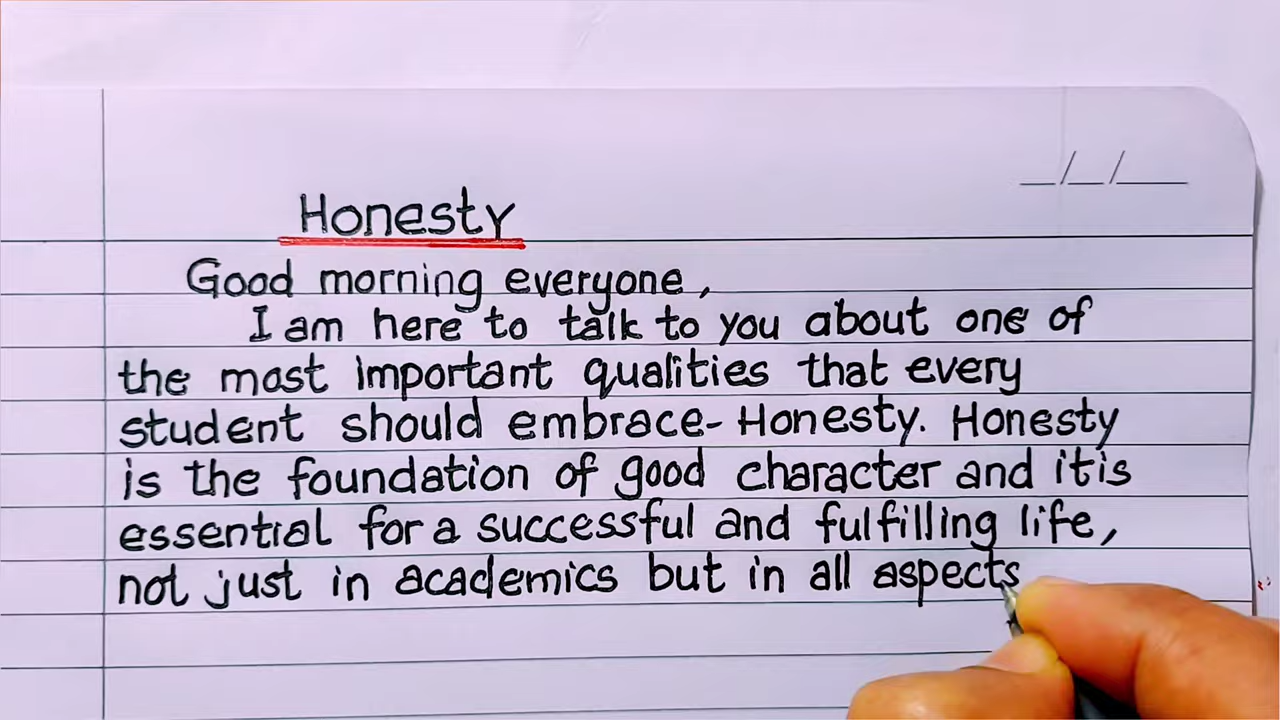 _/_/_
Honesty
Good morning everyone,
I am here to talk to you about one of
the most important qualities that every
student should embrace- Honesty. Honesty
is the foundation of good character and it is
essential for a successful and fulfilling life,
not just in academics but in all aspects